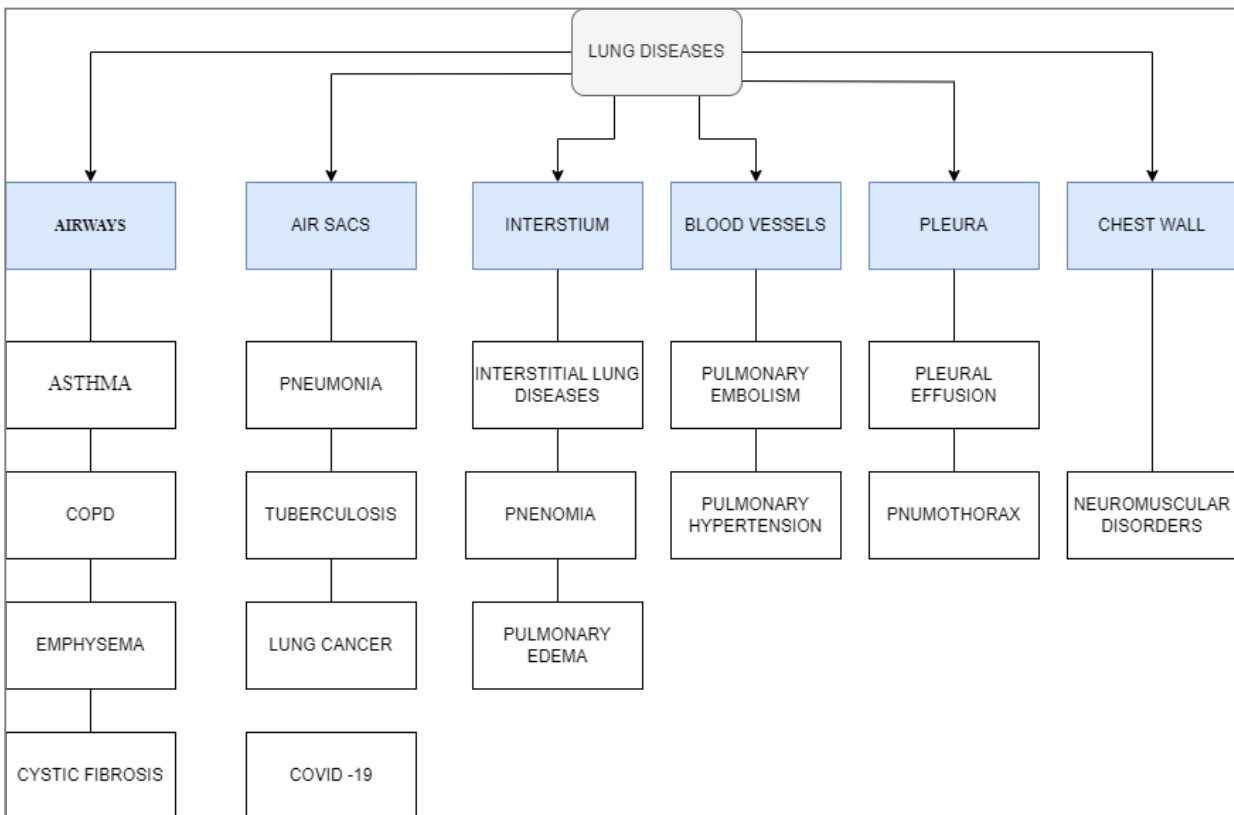 LUNG DISEASES
AIRWAYS
AIR SACS
INTERSTIUM
BLOOD VESSELS
PLEURA
CHEST WALL
ASTHMA
PNEUMONIA
INTERSTITIAL LUNG
DISEASES
PULMONARY
EMBOLISM
PLEURAL
EFFUSION
COPD
TUBERCULOSIS
PNENOMIA
PULMONARY
HYPERTENSION
PNUMOTHORAX
NEUROMUSCULAR
DISORDERS
EMPHYSEMA
LUNG CANCER
PULMONARY
EDEMA
CYSTIC FIBROSIS
COVID -19